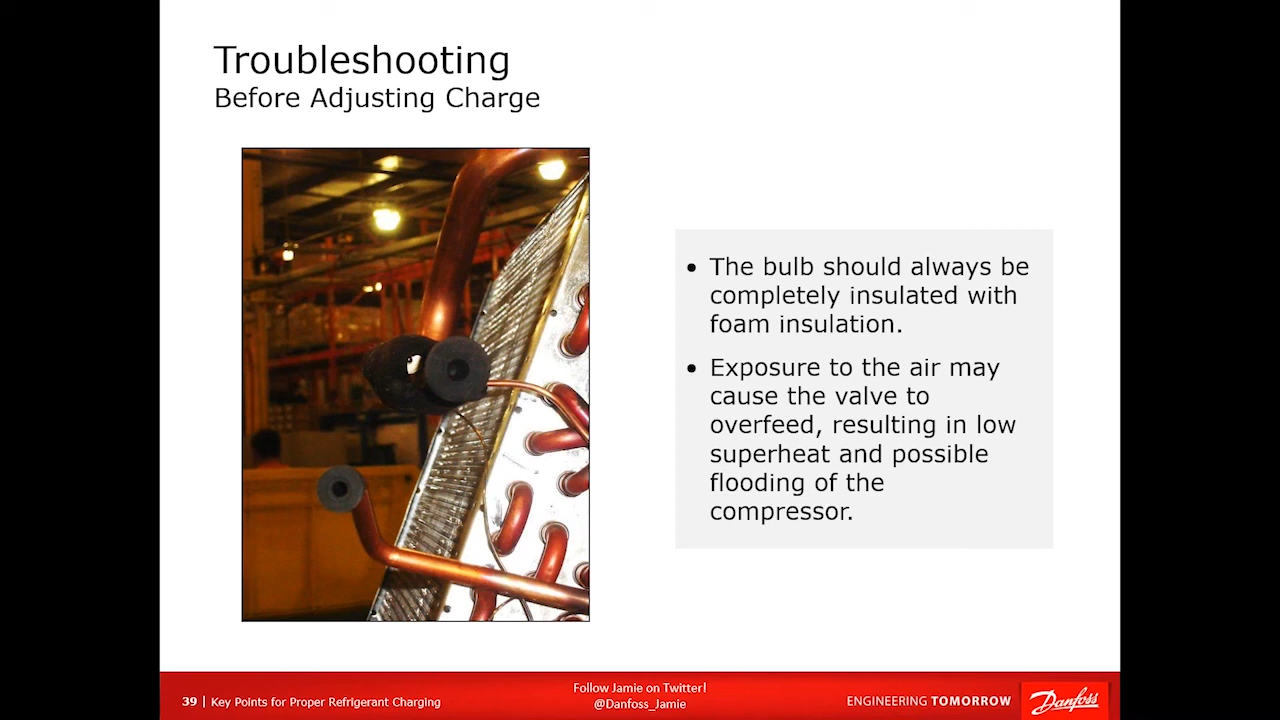 Troubleshooting
Before Adjusting Charge
• The bulb should always be
completely insulated with
foam insulation.
• Exposure to the air may
cause the valve to
overfeed, resulting in low
superheat and possible
flooding of the
compressor.
39 | Key Points for Proper Refrigerant Charging
Follow Jamie on Twitter!
@Danfoss_Jamie
ENGINEERING TOMORROW
Danfoss